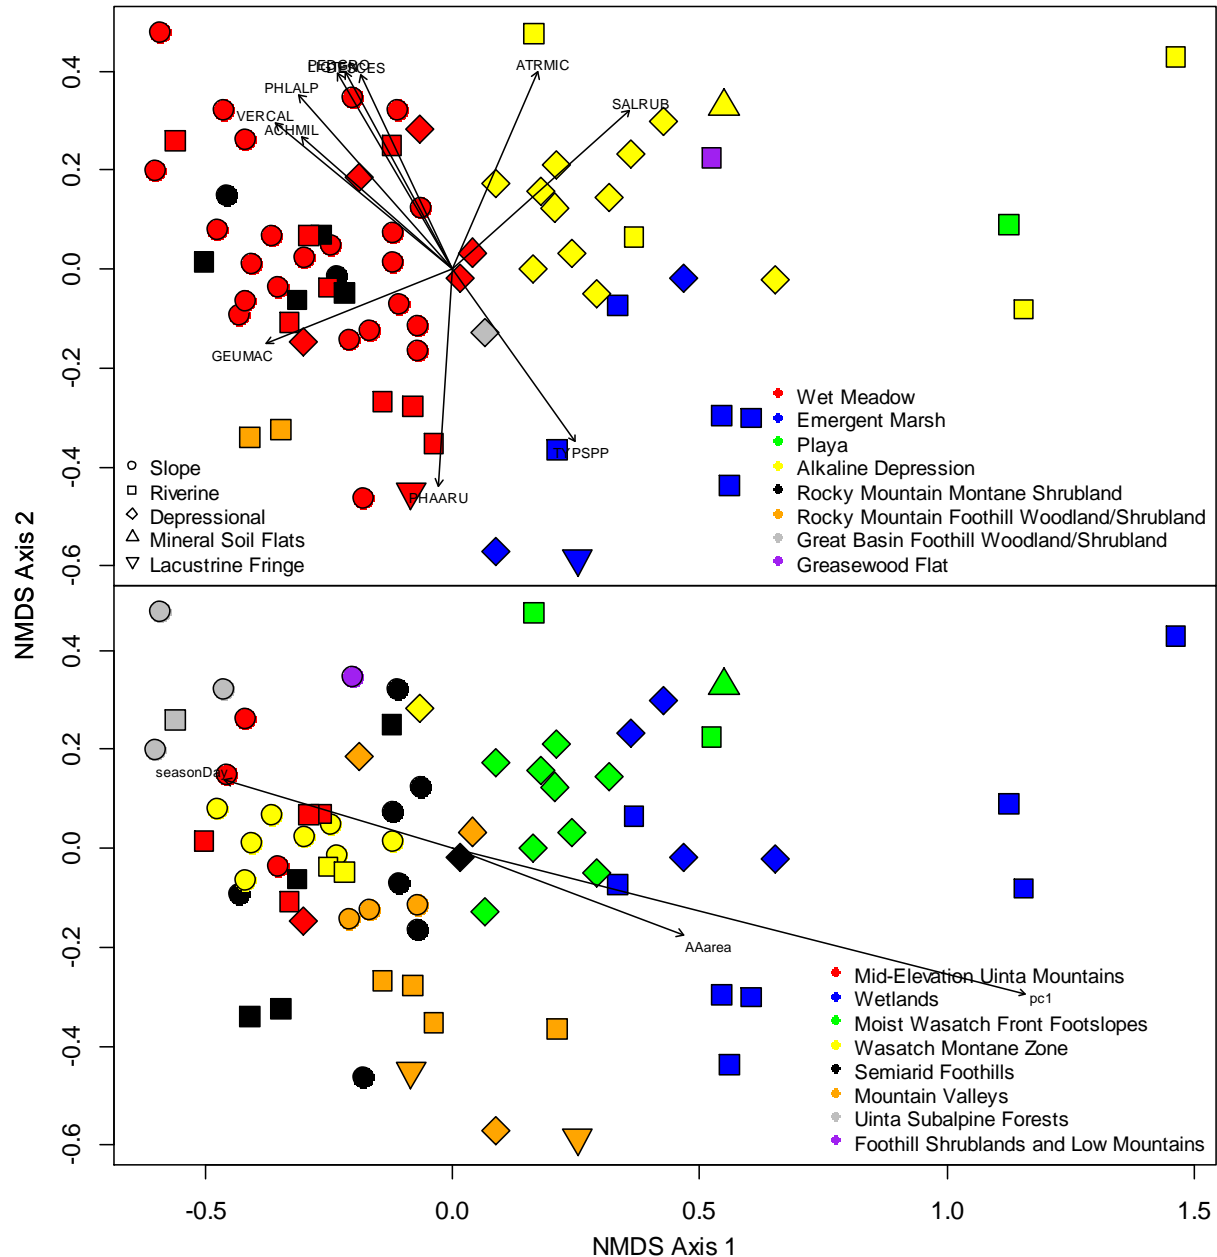 0.4
0.2
0.0
-0.2
-0.4
-0.6
NMDS Axis 2
ATRMIC
PHLALP
SALRUB
VERCAL
ACHMIL
GEUMAC
TYPSPP
PHAARU
Slope
Riverine
Depressional
Mineral Soil Flats
Lacustrine Fringe
Wet Meadow
Emergent Marsh
Playa
Alkaline Depression
Rocky Mountain Montane Shrubland
Rocky Mountain Foothill Woodland/Shrubland
Great Basin Foothill Woodland/Shrubland
Greasewood Flat
0.4
0.2
0.0
-0.2
-0.4
-0.6
seasonDay
AAarea
pc1
Mid-Elevation Uinta Mountains
Wetlands
Moist Wasatch Front Footslopes
Wasatch Montane Zone
Semiarid Foothills
Mountain Valleys
Uinta Subalpine Forests
Foothill Shrublands and Low Mountains
-0.5 0.0 0.5 1.0 1.5
NMDS Axis 1